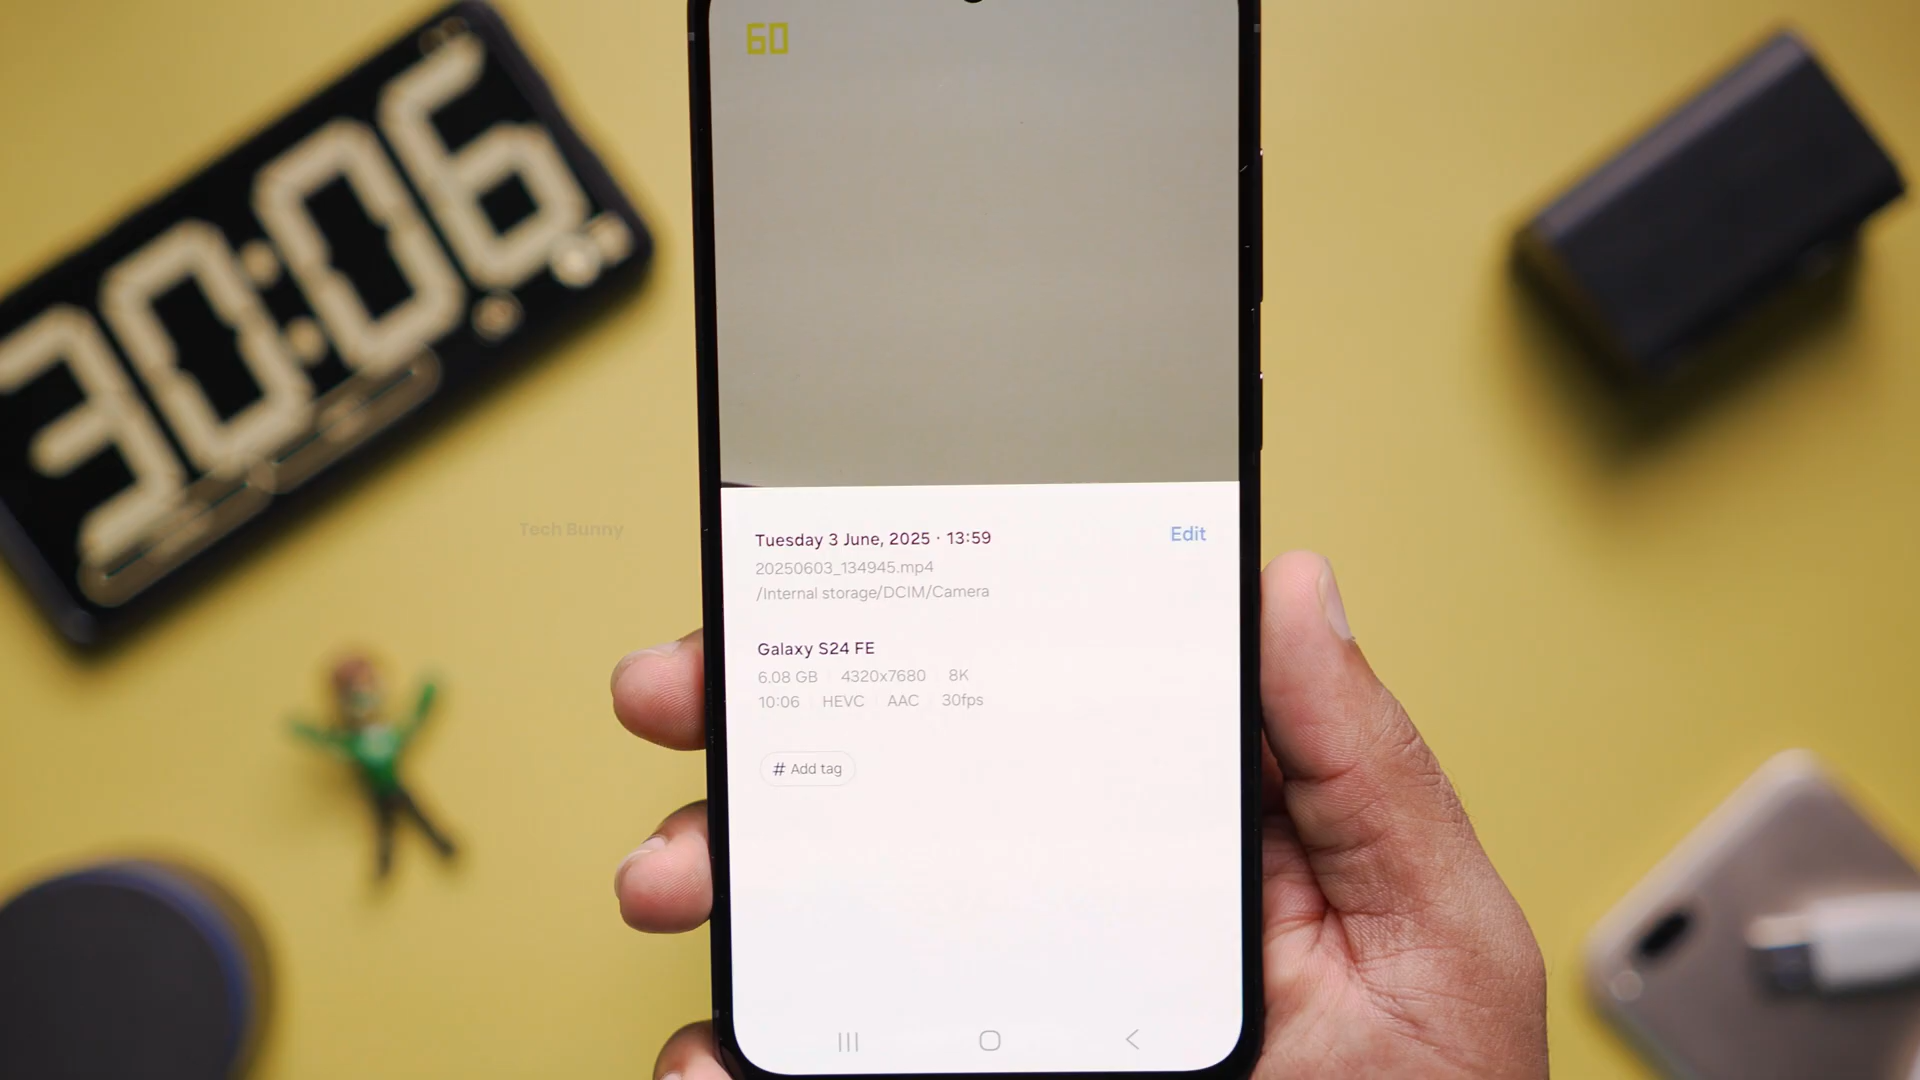 60
30:06
Tech Bunny
Tuesday 3 June, 2025 · 13:59
Edit
20250603_134945.mp4
/Internal storage/DCIM/Camera
Galaxy S24 FE
6.08 GB 4320x7680 8K
10:06 HEVC AAC 30fps
# Add tag